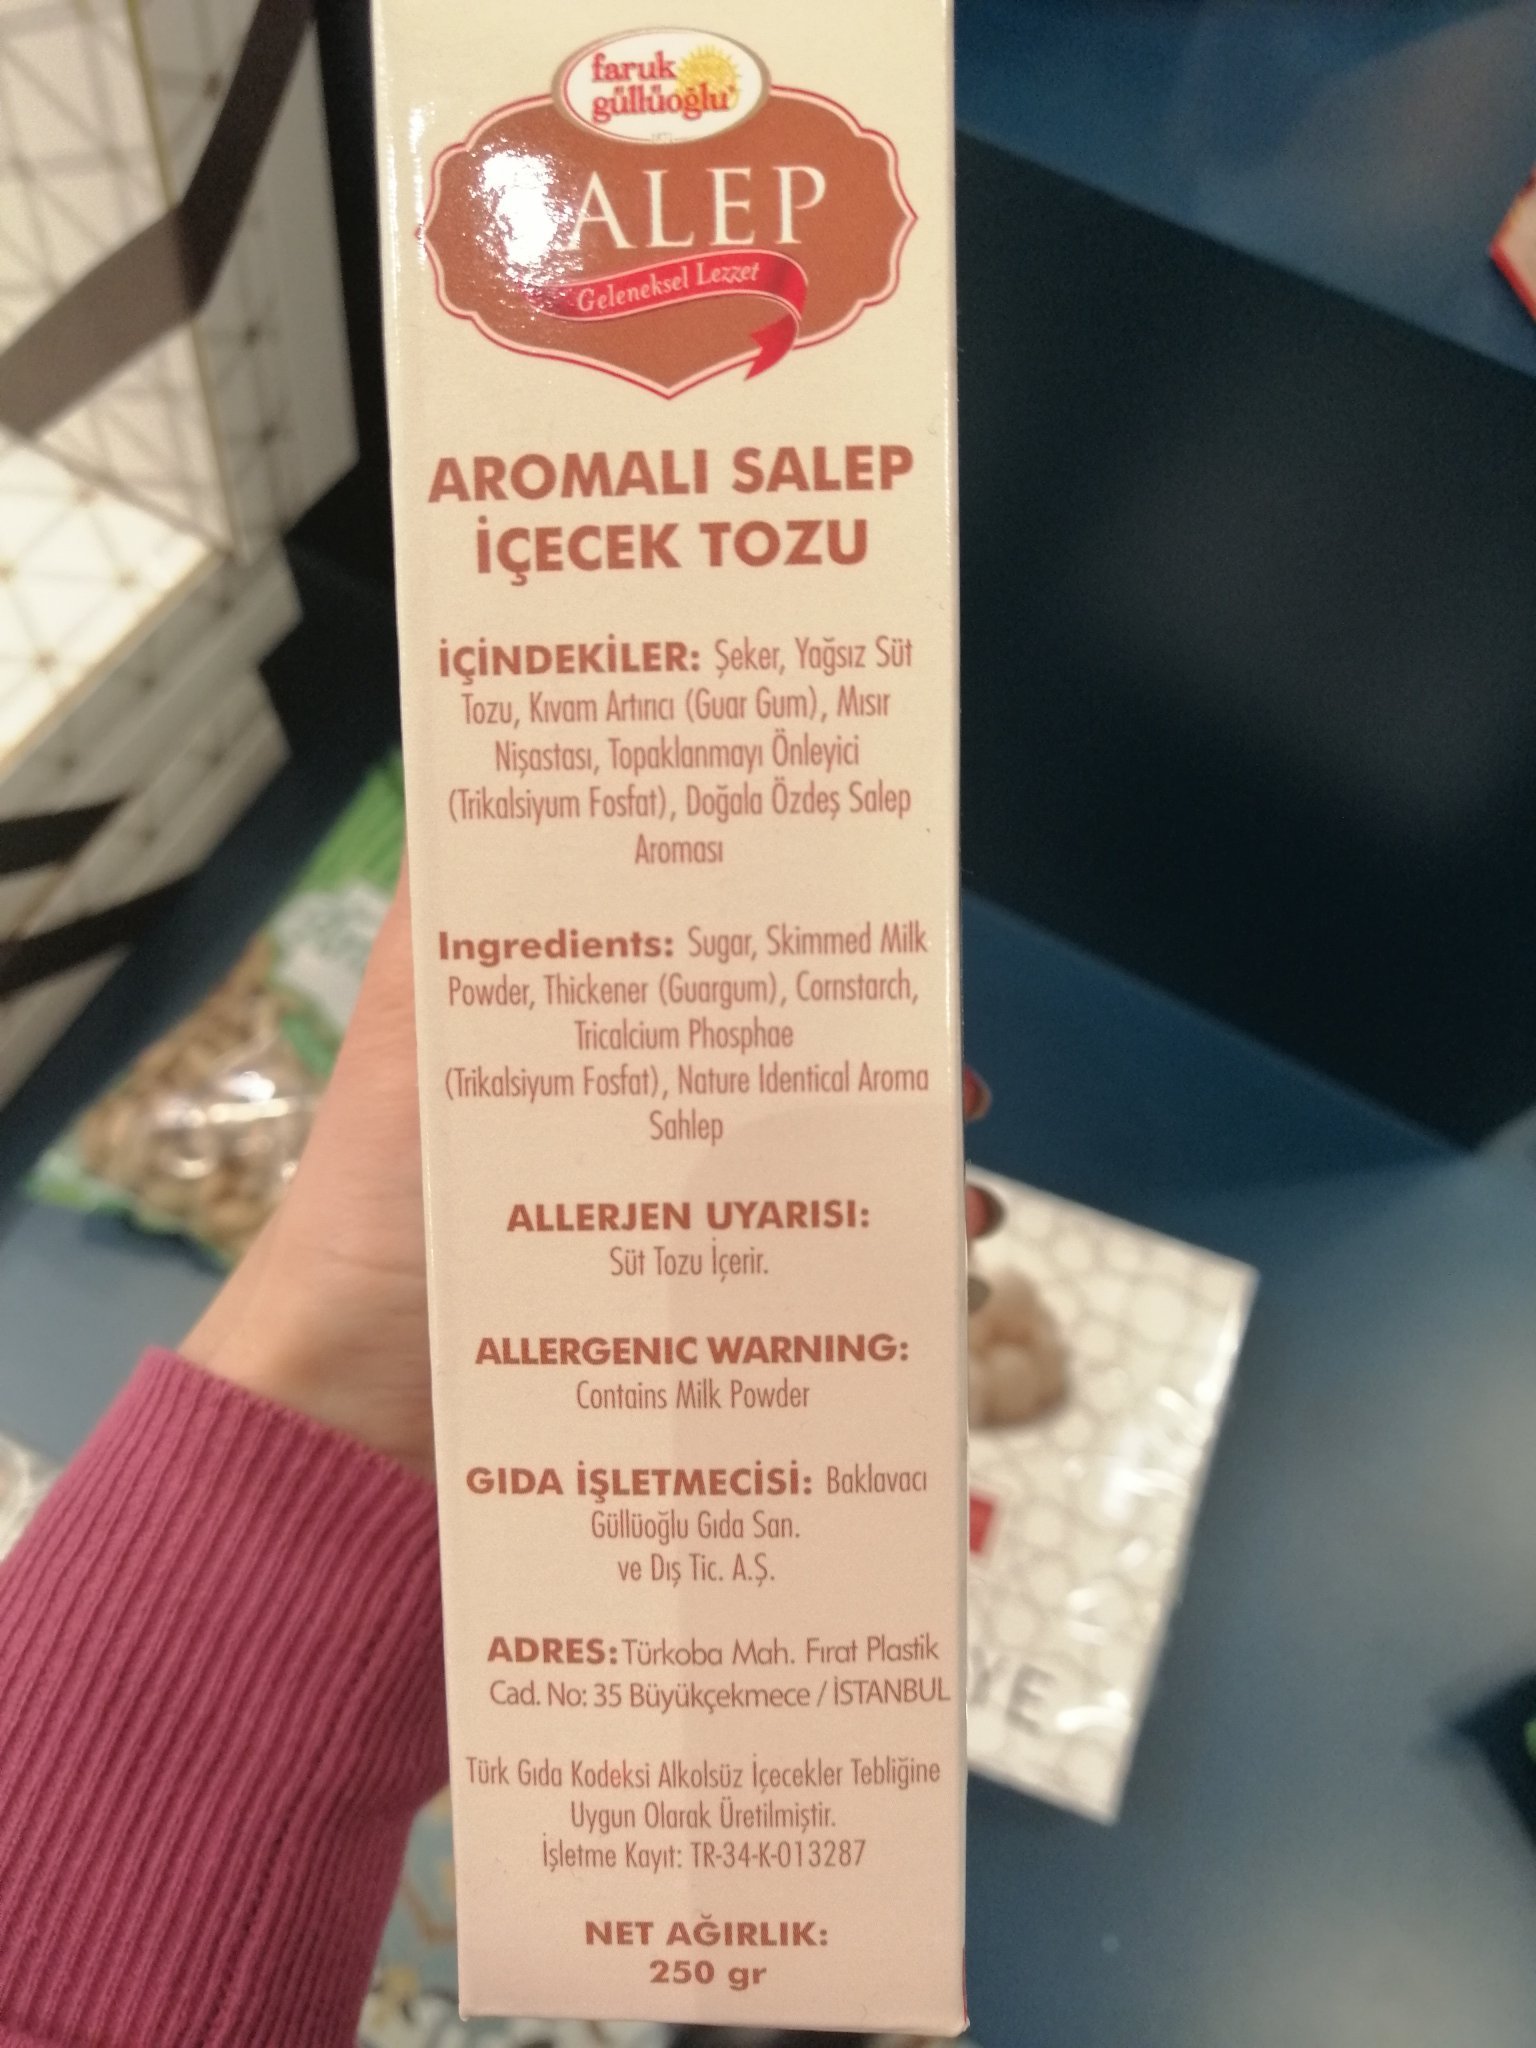 faruk
güllüoğlu
SALEP
Geleneksel Lezzet
AROMALI SALEP
İÇECEK TOZU
İÇİNDEKİLER: Şeker, Yağsız Süt
Tozu, Kıvam Artırıcı (Guar Gum), Mısır
Nişastası, Topaklanmayı Önleyici
(Trikalsiyum Fosfat), Doğala Özdeş Salep
Aroması
Ingredients: Sugar, Skimmed Milk
Powder, Thickener (Guargum), Cornstarch,
Tricalcium Phosphae
(Trikalsiyum Fosfat), Nature Identical Aroma
Sahlep
ALLERJEN UYARISI:
Süt Tozu İçerir.
ALLERGENIC WARNING:
Contains Milk Powder
GIDA İŞLETMECİSİ: Baklavacı
Güllüoğlu Gıda San.
ve Dış Tic. A.Ş.
ADRES: Türkoba Mah. Fırat Plastik
Cad. No: 35 Büyükçekmece / İSTANBUL
Türk Gıda Kodeksi Alkolsüz İçecekler Tebliğine
Uygun Olarak Üretilmiştir.
İşletme Kayıt: TR-34-K-013287
NET AĞIRLIK:
250 gr